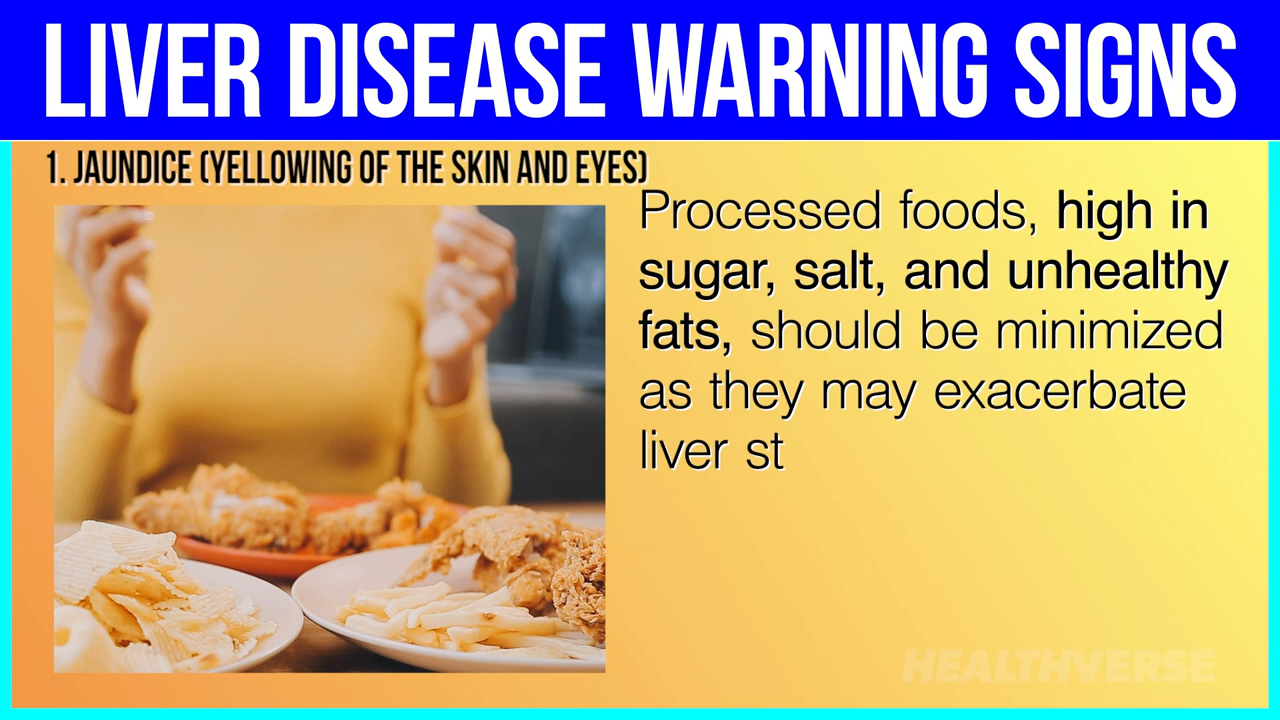 LIVER DISEASE WARNING SIGNS
1. JAUNDICE (YELLOWING OF THE SKIN AND EYES)
Processed foods, high in
sugar, salt, and unhealthy
fats, should be minimized
as they may exacerbate
liver st
HEALTHVERSE